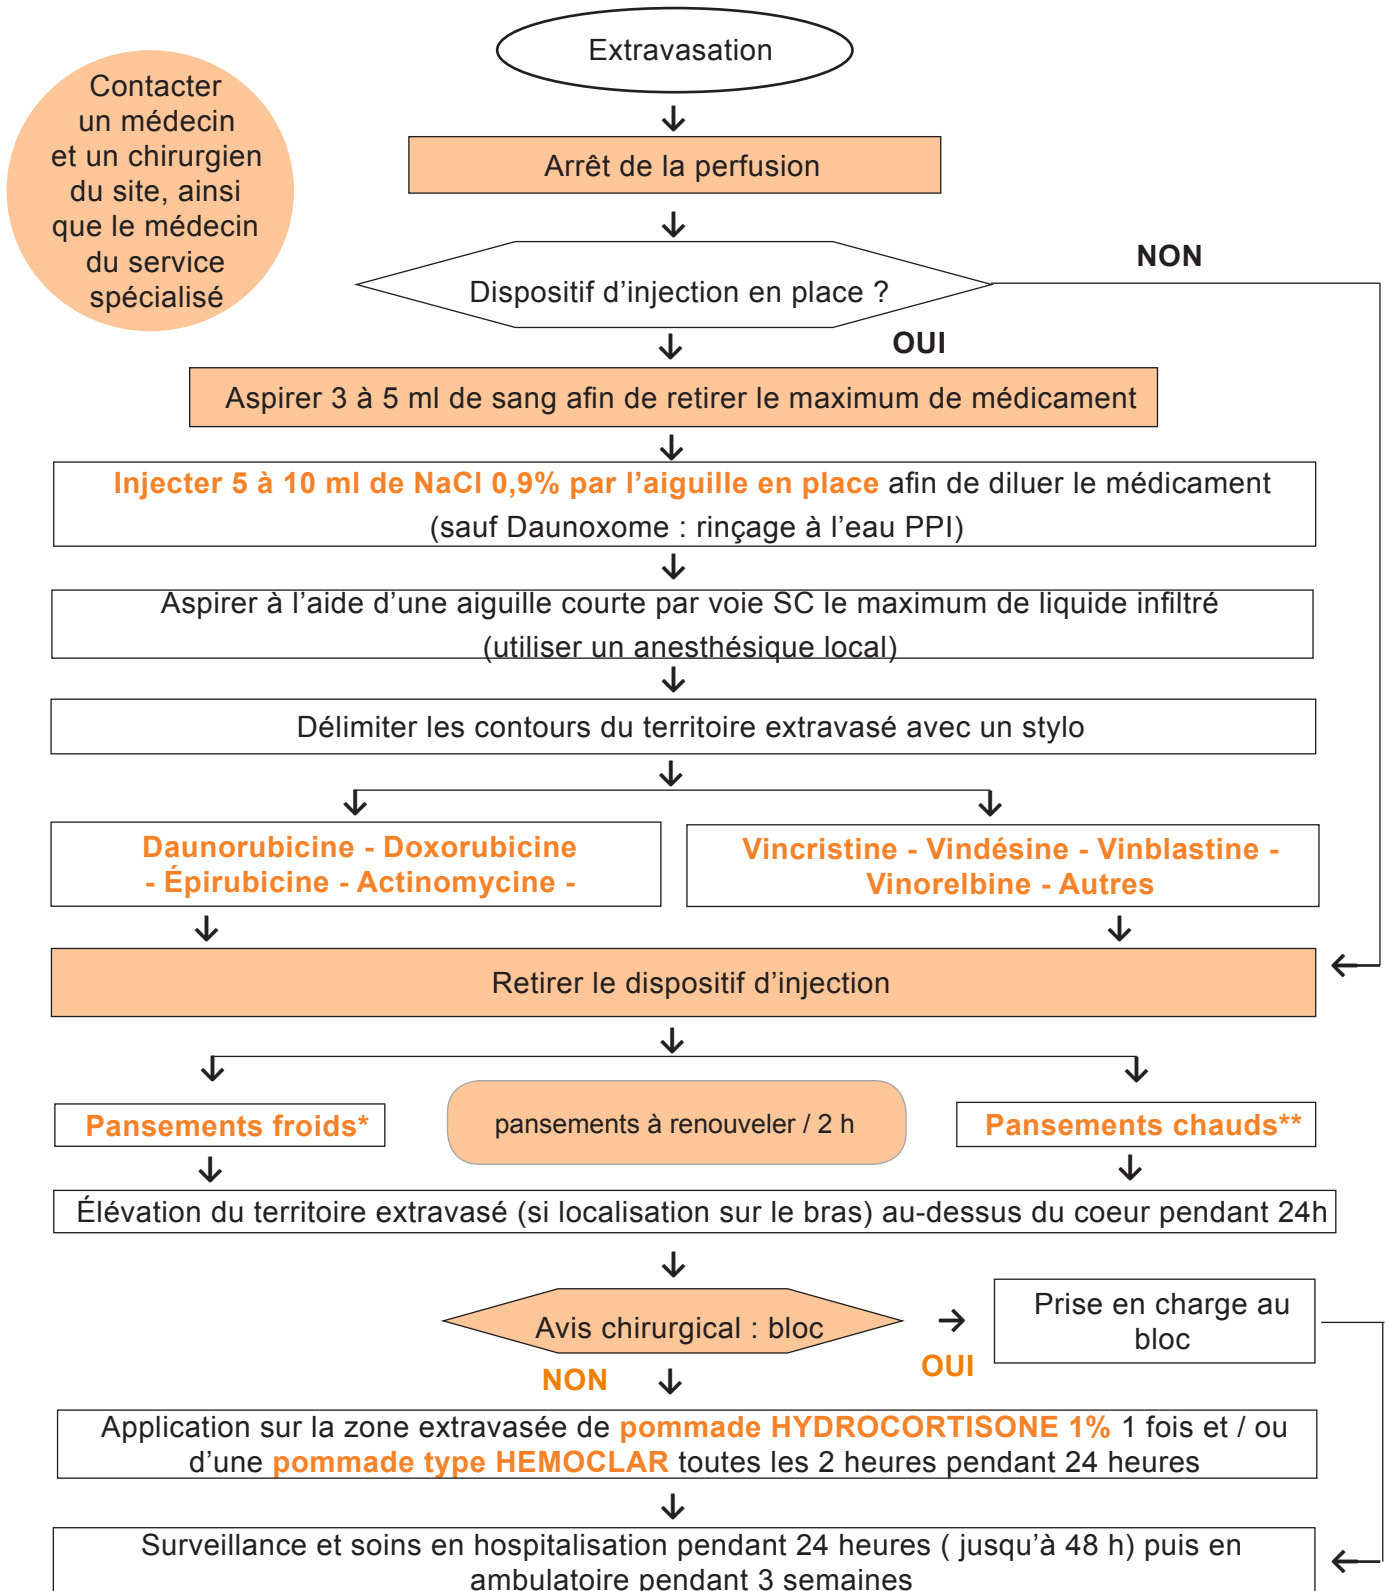 Extravasation
Contacter
un médecin
et un chirurgien
du site, ainsi
que le médecin
du service
spécialisé
Arrêt de la perfusion
NON
Dispositif d’injection en place ?
OUI
Aspirer 3 à 5 ml de sang afin de retirer le maximum de médicament
Injecter 5 à 10 ml de NaCl 0,9% par l’aiguille en place afin de diluer le médicament
(sauf Daunoxome : rinçage à l’eau PPI)
Aspirer à l’aide d’une aiguille courte par voie SC le maximum de liquide infiltré
(utiliser un anesthésique local)
Délimiter les contours du territoire extravasé avec un stylo
Daunorubicine - Doxorubicine
- Épirubicine - Actinomycine -
Vincristine - Vindésine - Vinblastine -
Vinorelbine - Autres
Retirer le dispositif d’injection
Pansements froids*
pansements à renouveler / 2 h
Pansements chauds**
Élévation du territoire extravasé (si localisation sur le bras) au-dessus du coeur pendant 24h
Avis chirurgical : bloc
Prise en charge au
bloc
OUI
NON
Application sur la zone extravasée de pommade HYDROCORTISONE 1% 1 fois et / ou
d’une pommade type HEMOCLAR toutes les 2 heures pendant 24 heures
Surveillance et soins en hospitalisation pendant 24 heures ( jusqu’à 48 h) puis en
ambulatoire pendant 3 semaines